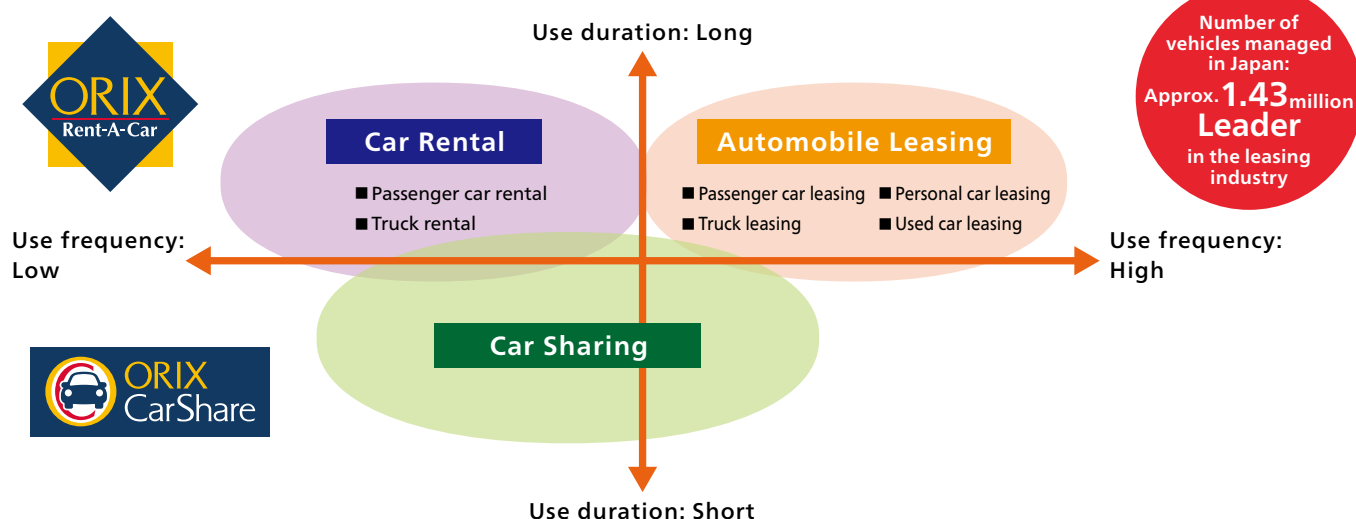 ORIX
Rent-A-Car
Use duration: Long
Number of
vehicles managed
in Japan:
Approx.1.43million
Leader
in the leasing
industry
Car Rental
■ Passenger car rental
■ Truck rental
Automobile Leasing
■ Passenger car leasing ■ Personal car leasing
■ Truck leasing ■ Used car leasing
Use frequency:
Low
Use frequency:
High
Car Sharing
ORIX
CarShare
Use duration: Short